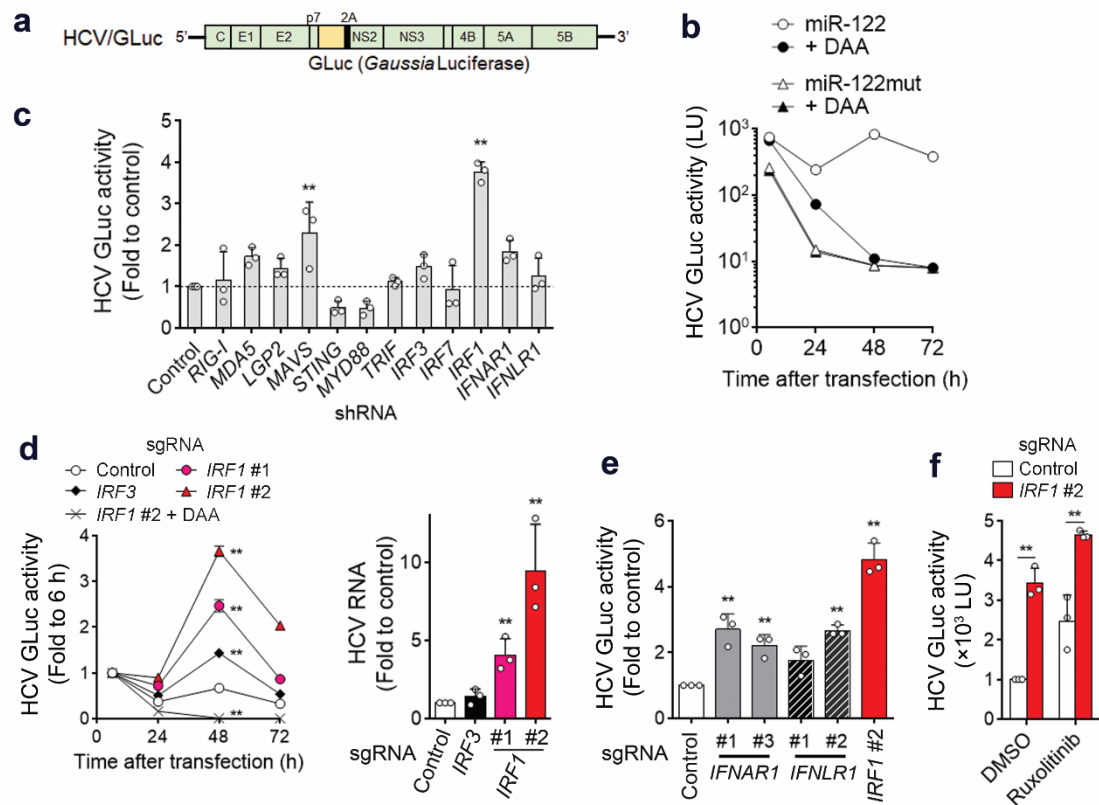 a
p7 2A
HCV/GLuc 5' C E1 E2 NS2 NS3 4B 5A 5B 3'
GLuc (Gaussia Luciferase)
b
miR-122
+ DAA
miR-122mut
+ DAA
HCV GLuc activity (LU)
10³
10²
10¹
10⁰
0 24 48 72
Time after transfection (h)
c
HCV GLuc activity
(Fold to control)
5
4
3
2
1
0
**
**
Control
RIG-I
MDA5
LGP2
MAVS
STING
MYD88
TRIF
IRF3
IRF7
IRF1
IFNAR1
IFNLR1
shRNA
d
sgRNA
Control
IRF1 #1
IRF3
IRF1 #2
IRF1 #2 + DAA
HCV GLuc activity
(Fold to 6 h)
4
3
2
1
0
**
**
**
**
0 24 48 72
Time after transfection (h)
HCV RNA
(Fold to control)
10
5
0
**
**
sgRNA
Control
IRF3
#1 #2
IRF1
e
HCV GLuc activity
(Fold to control)
6
4
2
0
** ** ** **
sgRNA
Control
#1 #3 #1 #2
IFNAR1 IFNLR1
IRF1 #2
f
sgRNA
Control
IRF1 #2
HCV GLuc activity
(×10³ LU)
5
4
3
2
1
0
**
**
DMSO
Ruxolitinib